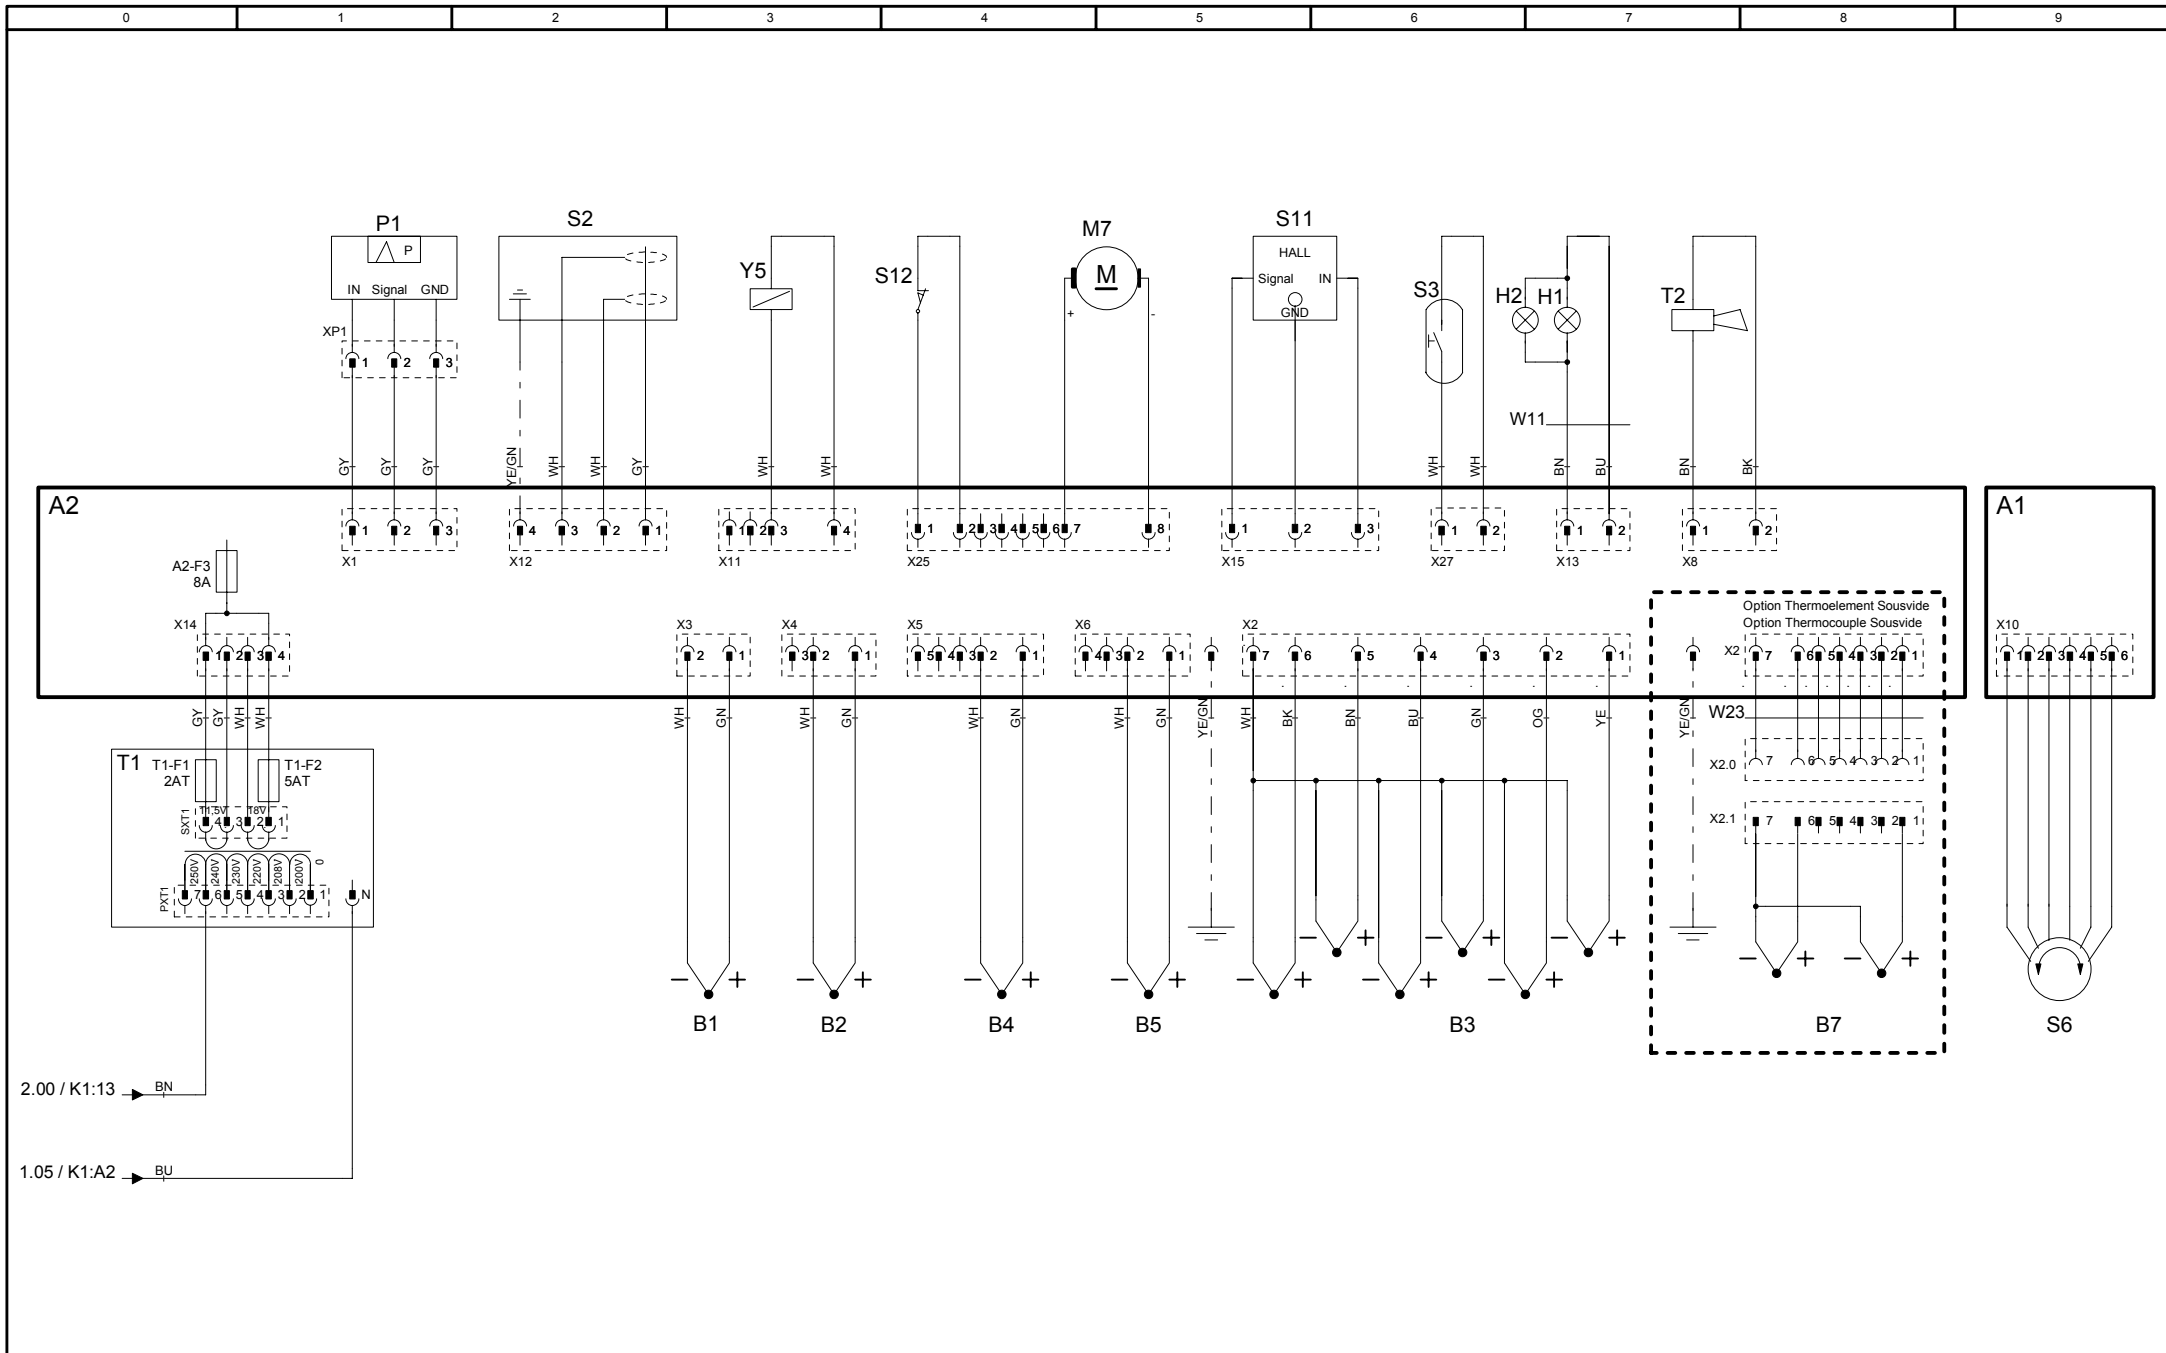 0 1 2 3 4 5 6 7 8 9
P1 S2 Y5 S12 M7 S11 S3 H2 H1 T2
P
HALL
M
IN Signal GND
Signal IN
GND
+ -
XP1
1 2 3
W11
GY GY GY YE/GN WH WH GY WH WH WH WH BN BU BN BK
A2 A1
1 2 3 4 3 2 1 1 2 3 4 1 2 3 4 5 6 7 8 1 2 3 1 2 1 2 1 2
X1 X12 X11 X25 X15 X27 X13 X8
A2-F3
8A
Option Thermoelement Sousvide
Option Thermocouple Sousvide
X14 X3 X4 X5 X6 X2 X2 X10
1 2 3 4 2 1 3 2 1 5 4 3 2 1 4 3 2 1 7 6 5 4 3 2 1 7 6 5 4 3 2 1 1 2 3 4 5 6
GY GY WH WH WH GN WH GN WH GN WH GN YE/GN WH BK BN BU GN OG YE YE/GN
W23
T1
T1-F1
2AT
T1-F2
5AT
X2.0
7 6 5 4 3 2 1
SXT1
18V
4 3 2 1
X2.1
7 6 5 4 3 2 1
250V 240V 230V 220V 208V 200V 0
PXT1
7 6 5 4 3 2 1 N
- + - + - +
- + - +
- + - + - + - + - + - + - +
B1 B2 B4 B5 B3 B7 S6
2.00 / K1:13 BN
1.05 / K1:A2 BU